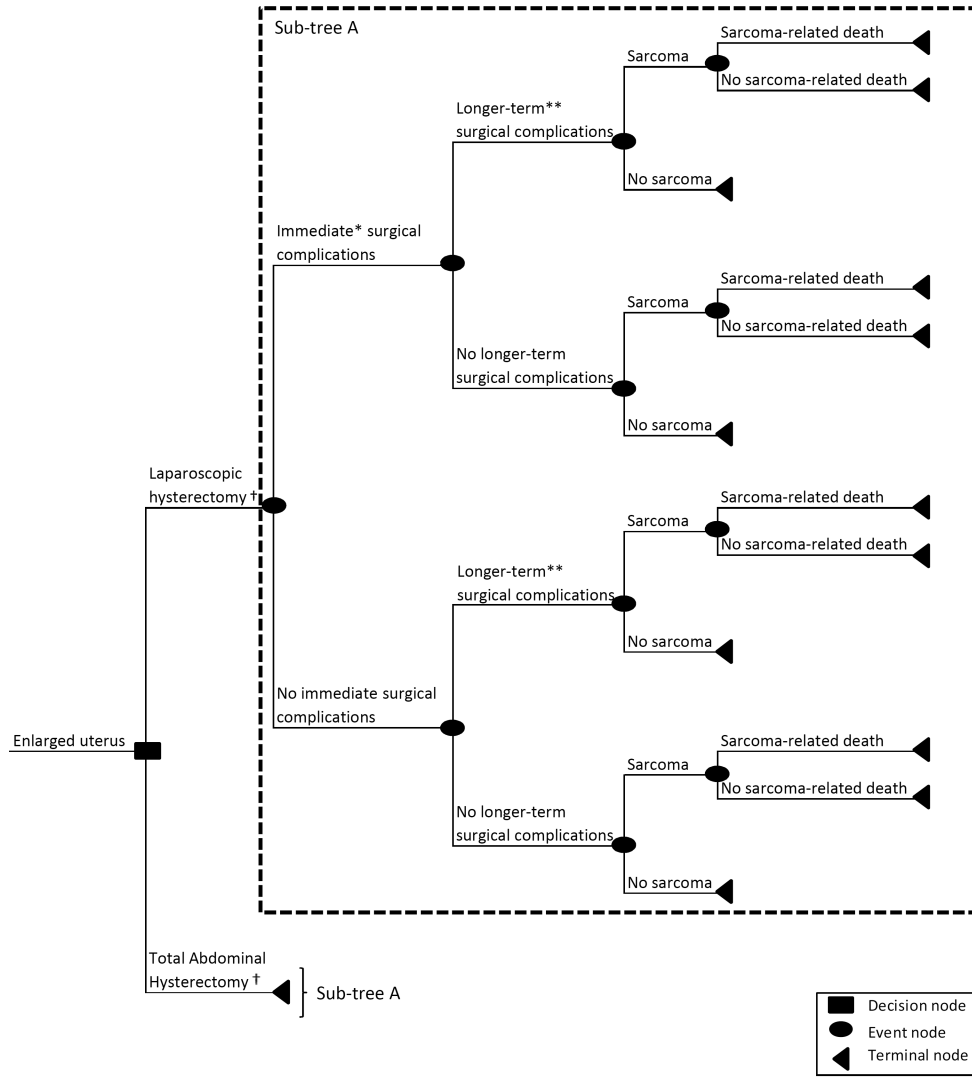 Sub-tree A
Sarcoma-related death
Sarcoma
No sarcoma-related death
Longer-term**
surgical complications
No sarcoma
Immediate* surgical
complications
Sarcoma-related death
Sarcoma
No sarcoma-related death
No longer-term
surgical complications
No sarcoma
Laparoscopic
hysterectomy †
Sarcoma-related death
Sarcoma
No sarcoma-related death
Longer-term**
surgical complications
No sarcoma
No immediate surgical
complications
Enlarged uterus
Sarcoma-related death
Sarcoma
No sarcoma-related death
No longer-term
surgical complications
No sarcoma
Total Abdominal
Hysterectomy †
Sub-tree A
Decision node
Event node
Terminal node